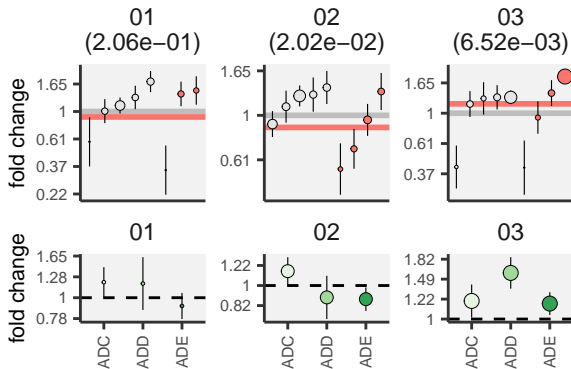 01
(2.06e−01)
02
(2.02e−02)
03
(6.52e−03)
fold change
1.65
1
0.61
0.37
0.22
1.65
1
0.61
1.65
1
0.37
01
02
03
fold change
1.65
1.28
1
0.78
1.22
1
0.82
1.82
1.49
1.22
1
ADC
ADD
ADE
ADC
ADD
ADE
ADC
ADD
ADE